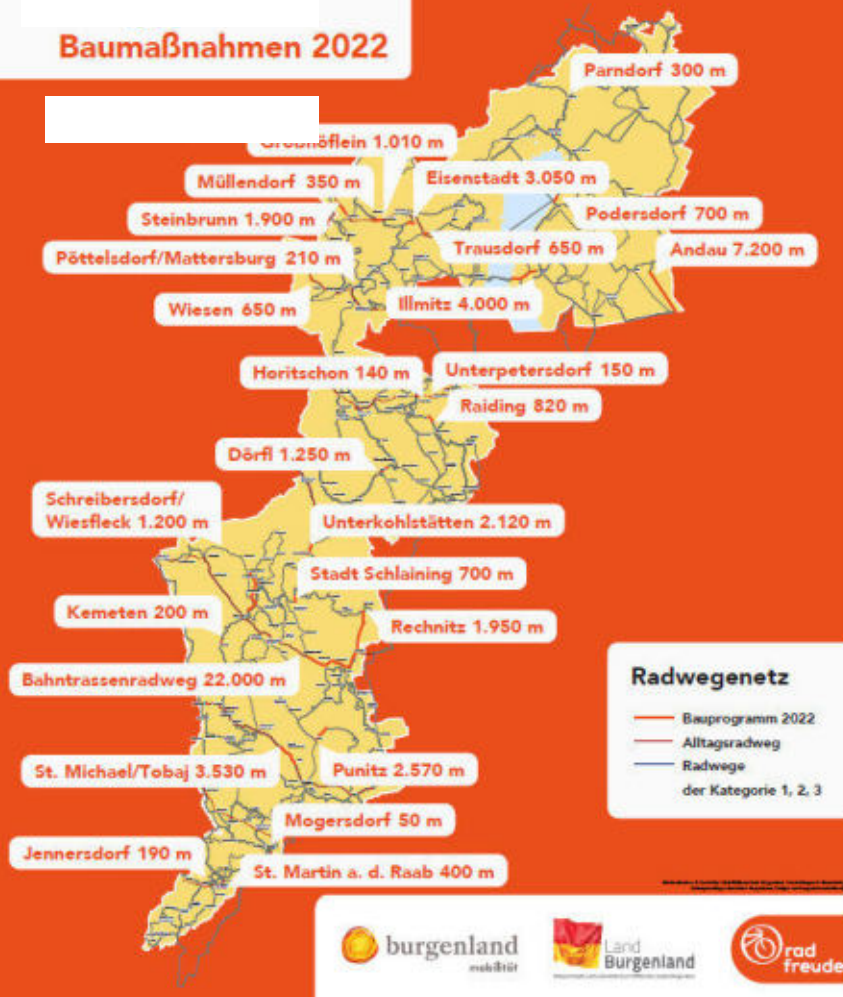 Baumaßnahmen 2022
Parndorf 300 m
Großhöflein 1.010 m
Müllendorf 350 m
Eisenstadt 3.050 m
Steinbrunn 1.900 m
Podersdorf 700 m
Pöttelsdorf/Mattersburg 210 m
Trausdorf 650 m
Andau 7.200 m
Wiesen 650 m
Illmitz 4.000 m
Horitschon 140 m
Unterpetersdorf 150 m
Raiding 820 m
Dörfl 1.250 m
Schreibersdorf/
Wiesfleck 1.200 m
Unterkohlstätten 2.120 m
Stadt Schlaining 700 m
Kemeten 200 m
Rechnitz 1.950 m
Bahntrassenradweg 22.000 m
St. Michael/Tobaj 3.530 m
Punitz 2.570 m
Mogersdorf 50 m
Jennersdorf 190 m
St. Martin a. d. Raab 400 m
Radwegenetz
Bauprogramm 2022
Alltagsradweg
Radwege
der Kategorie 1, 2, 3
burgenland
mobilität
Land
Burgenland
rad
freude